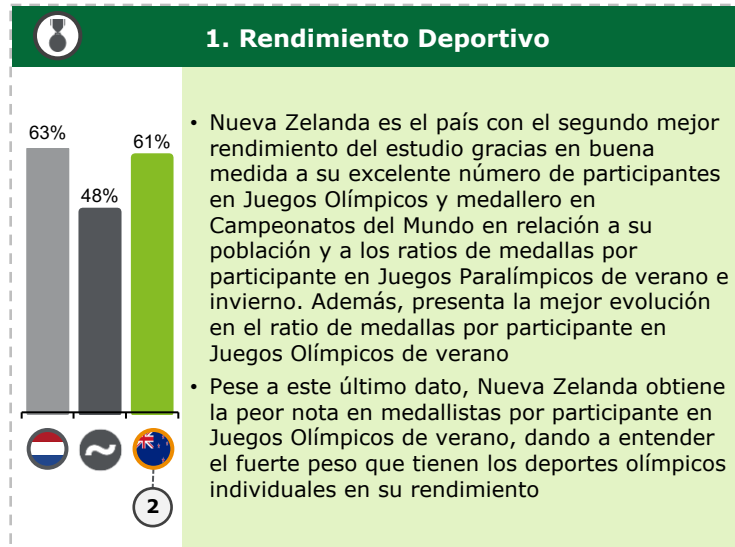 1. Rendimiento Deportivo
63%
48%
61%
2
• Nueva Zelanda es el país con el segundo mejor
rendimiento del estudio gracias en buena
medida a su excelente número de participantes
en Juegos Olímpicos y medallero en
Campeonatos del Mundo en relación a su
población y a los ratios de medallas por
participante en Juegos Paralímpicos de verano e
invierno. Además, presenta la mejor evolución
en el ratio de medallas por participante en
Juegos Olímpicos de verano
• Pese a este último dato, Nueva Zelanda obtiene
la peor nota en medallistas por participante en
Juegos Olímpicos de verano, dando a entender
el fuerte peso que tienen los deportes olímpicos
individuales en su rendimiento